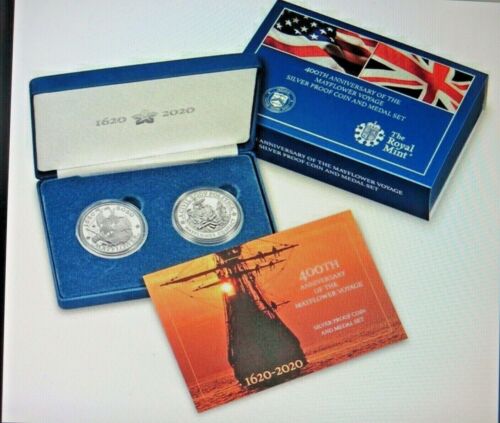 1620 2020
400TH ANNIVERSARY OF THE
MAYFLOWER VOYAGE
SILVER PROOF COIN AND MEDAL SET
The
Royal
Mint
ANNIVERSARY OF THE MAYFLOWER VOYAGE
SILVER PROOF COIN AND MEDAL SET
400TH
ANNIVERSARY
OF THE
MAYFLOWER VOYAGE
SILVER PROOF COIN
AND MEDAL SET
1620-2020